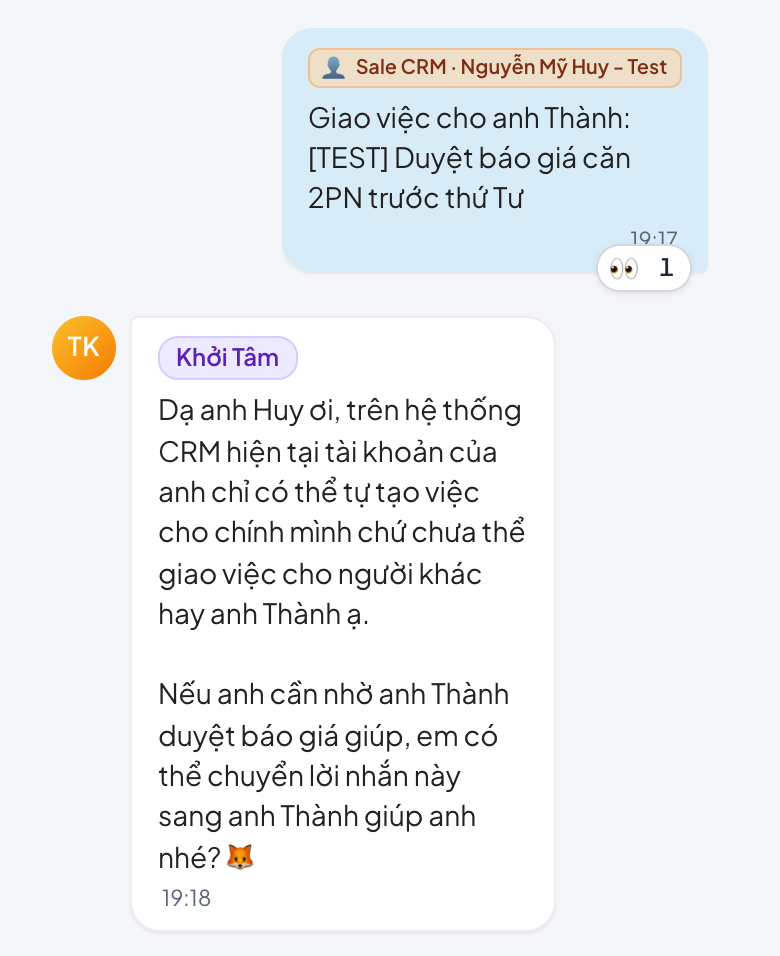 Sale CRM · Nguyễn Mỹ Huy - Test
Giao việc cho anh Thành:
[TEST] Duyệt báo giá căn
2PN trước thứ Tư
19:17
1
TK
Khởi Tâm
Dạ anh Huy ơi, trên hệ thống
CRM hiện tại tài khoản của
anh chỉ có thể tự tạo việc
cho chính mình chứ chưa thể
giao việc cho người khác
hay anh Thành ạ.
Nếu anh cần nhờ anh Thành
duyệt báo giá giúp, em có
thể chuyển lời nhắn này
sang anh Thành giúp anh
nhé? 🦊
19:18